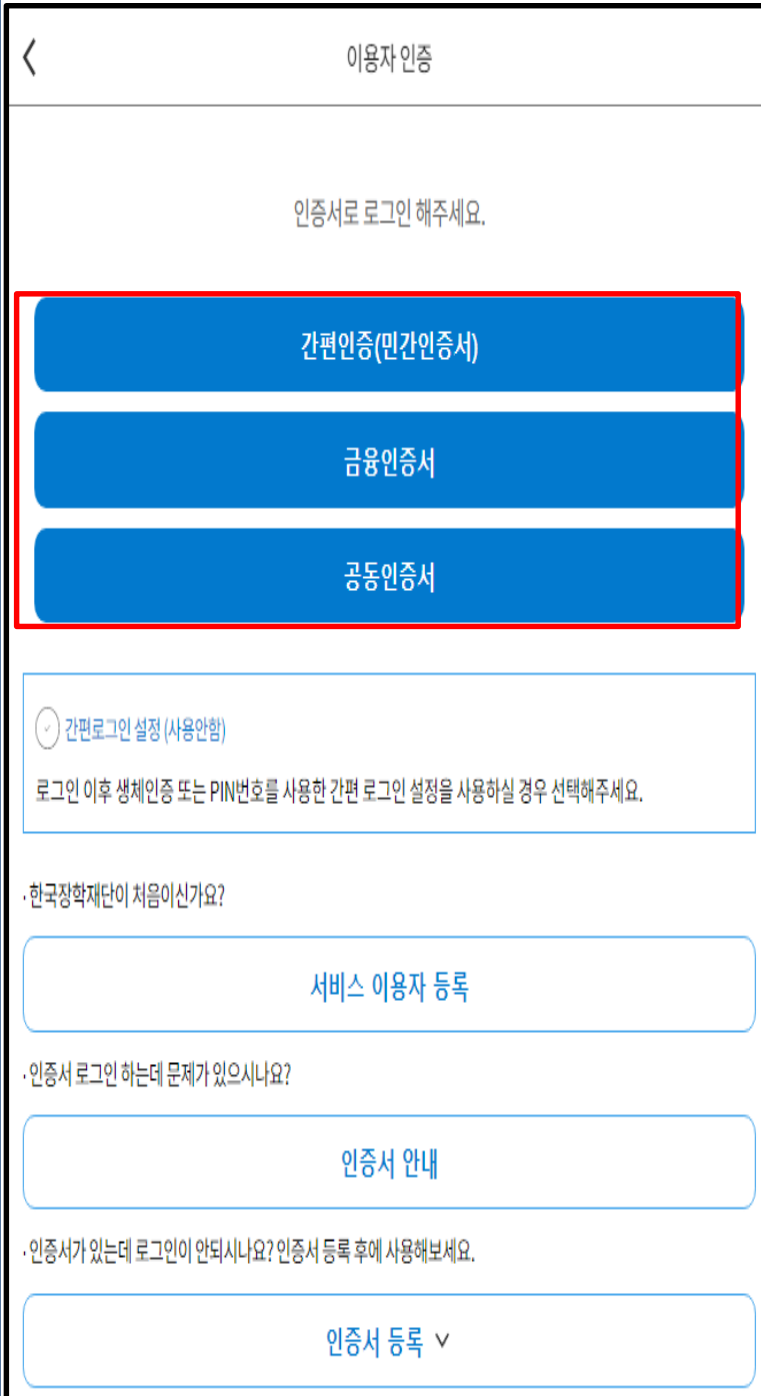 이용자 인증
인증서로 로그인 해주세요.
간편인증(민간인증서)
금융인증서
공동인증서
간편로그인 설정 (사용안함)
로그인 이후 생체인증 또는 PIN번호를 사용한 간편 로그인 설정을 사용하실 경우 선택해주세요.
· 한국장학재단이 처음이신가요?
서비스 이용자 등록
· 인증서 로그인 하는데 문제가 있으시나요?
인증서 안내
· 인증서가 있는데 로그인이 안되시나요? 인증서 등록 후에 사용해보세요.
인증서 등록